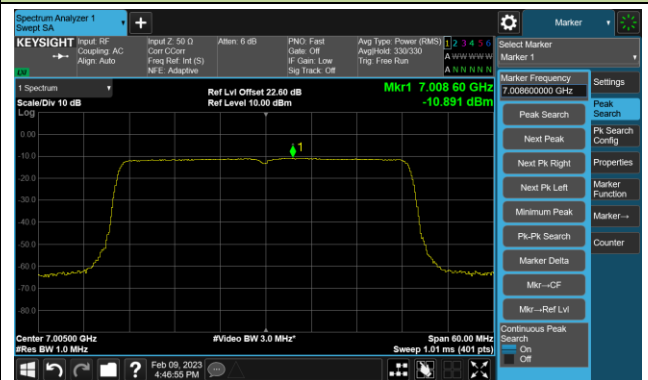 Spectrum Analyzer 1
Swept SA
Marker
KEYSIGHT
Input: RF
Coupling: AC
Align: Auto
Input Z: 50 Ω
Corr CCorr
Freq Ref: Int (S)
NFE: Adaptive
Atten: 6 dB
PNO: Fast
Gate: Off
IF Gain: Low
Sig Track: Off
Avg Type: Power (RMS)
Avg|Hold: 330/330
Trig: Free Run
1 2 3 4 5 6
A W W W W W
A N N N N N
Select Marker
Marker 1
1 Spectrum
Scale/Div 10 dB
Log
Ref Lvl Offset 22.60 dB
Ref Level 10.00 dBm
Mkr1 7.008 60 GHz
-10.891 dBm
0.00
-10.0
-20.0
-30.0
-40.0
-50.0
-60.0
-70.0
-80.0
1
Center 7.00500 GHz
#Res BW 1.0 MHz
#Video BW 3.0 MHz*
Span 60.00 MHz
Sweep 1.01 ms (401 pts)
Marker Frequency
7.008600000 GHz
Peak Search
Next Peak
Next Pk Right
Next Pk Left
Minimum Peak
Pk-Pk Search
Marker Delta
Mkr→CF
Mkr→Ref Lvl
Continuous Peak
Search
On
Off
Settings
Peak
Search
Pk Search
Config
Properties
Marker
Function
Marker→
Counter
?
Feb 09, 2023
4:46:55 PM